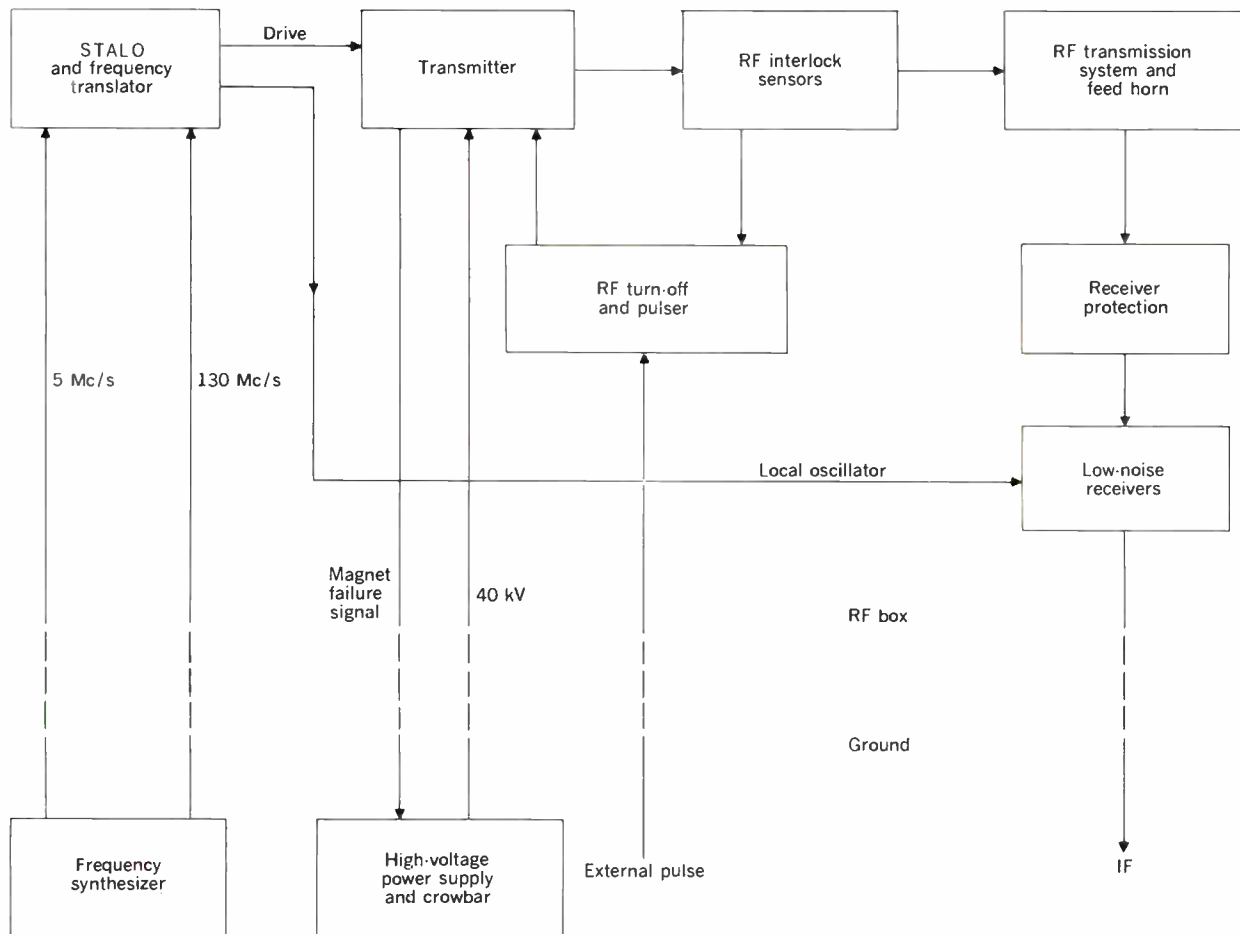 STALO
and frequency
translator
Drive
Transmitter
RF interlock
sensors
RF transmission
system and
feed horn
RF turn-off
and pulser
Receiver
protection
5 Mc/s
130 Mc/s
Local oscillator
Low-noise
receivers
Magnet
failure
signal
40 kV
RF box
Ground
Frequency
synthesizer
High-voltage
power supply
and crowbar
External pulse
IF